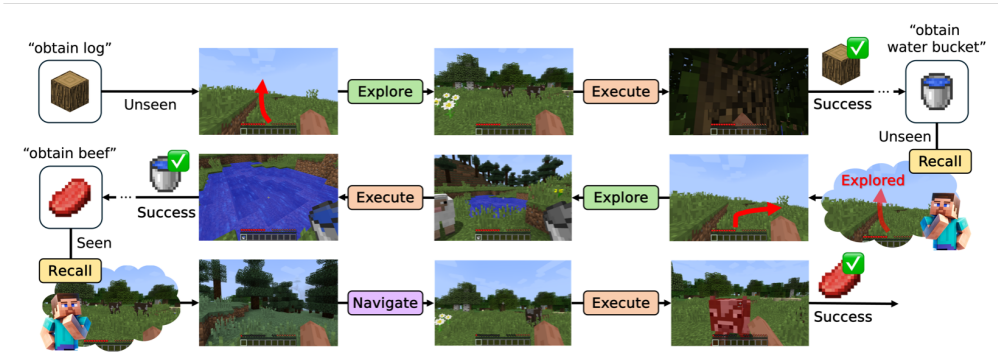 “obtain log”
Unseen
Explore
Execute
Success
...
“obtain
water bucket”
Unseen
Recall
Explored
Explore
Execute
Success
...
“obtain beef”
Seen
Recall
Navigate
Execute
Success